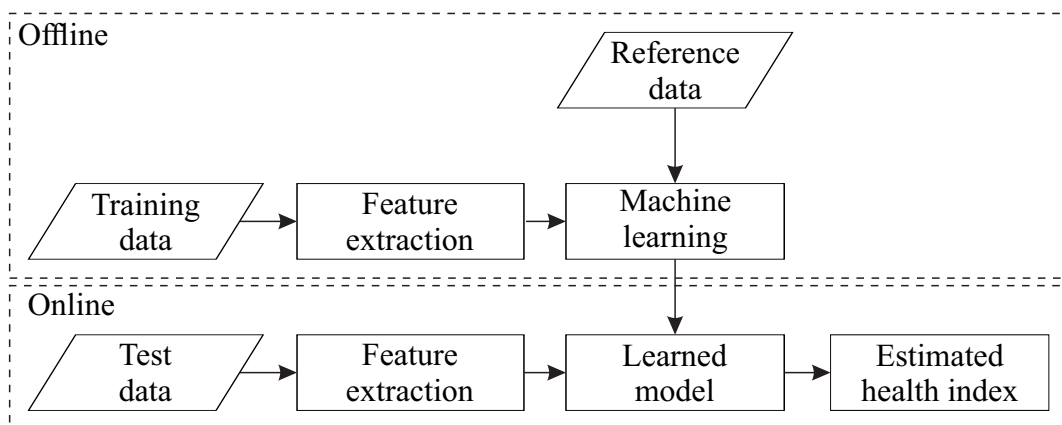 Offline
Reference
data
Training
data
Feature
extraction
Machine
learning
Online
Test
data
Feature
extraction
Learned
model
Estimated
health index